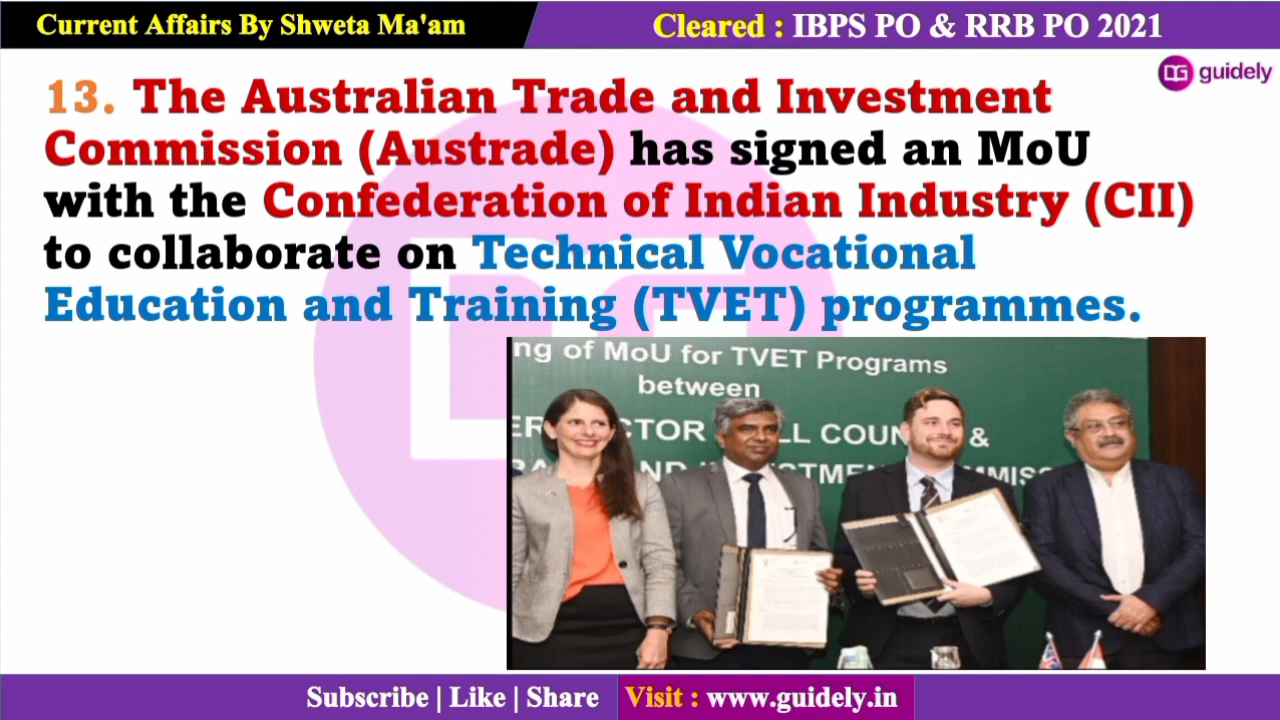 Current Affairs By Shweta Ma'am
Cleared : IBPS PO & RRB PO 2021
DG guidely
13. The Australian Trade and Investment
Commission (Austrade) has signed an MoU
with the Confederation of Indian Industry (CII)
to collaborate on Technical Vocational
Education and Training (TVET) programmes.
ng of MoU for TVET Programs
between
COUN &
Subscribe | Like | Share
Visit : www.guidely.in